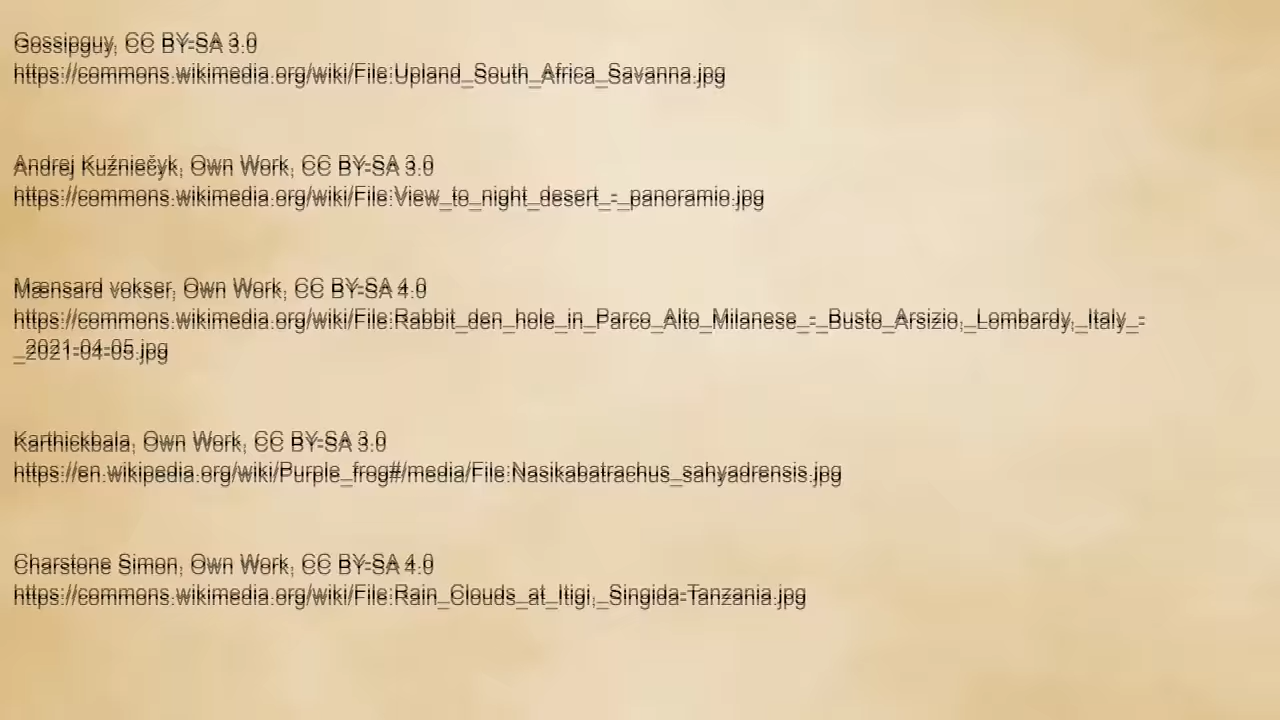 Gossipguy, CC BY-SA 3.0
https://commons.wikimedia.org/wiki/File:Upland_South_Africa_Savanna.jpg
Andrej Kuźniečyk, Own Work, CC BY-SA 3.0
https://commons.wikimedia.org/wiki/File:View_to_night_desert_-_panoramio.jpg
Mænsard vokser, Own Work, CC BY-SA 4.0
https://commons.wikimedia.org/wiki/File:Rabbit_den_hole_in_Parco_Alto_Milanese_-_Busto_Arsizio,_Lombardy,_Italy_-
_2021-04-05.jpg
Karthickbala, Own Work, CC BY-SA 3.0
https://en.wikipedia.org/wiki/Purple_frog#/media/File:Nasikabatrachus_sahyadrensis.jpg
Charstone Simon, Own Work, CC BY-SA 4.0
https://commons.wikimedia.org/wiki/File:Rain_Clouds_at_Itigi,_Singida-Tanzania.jpg